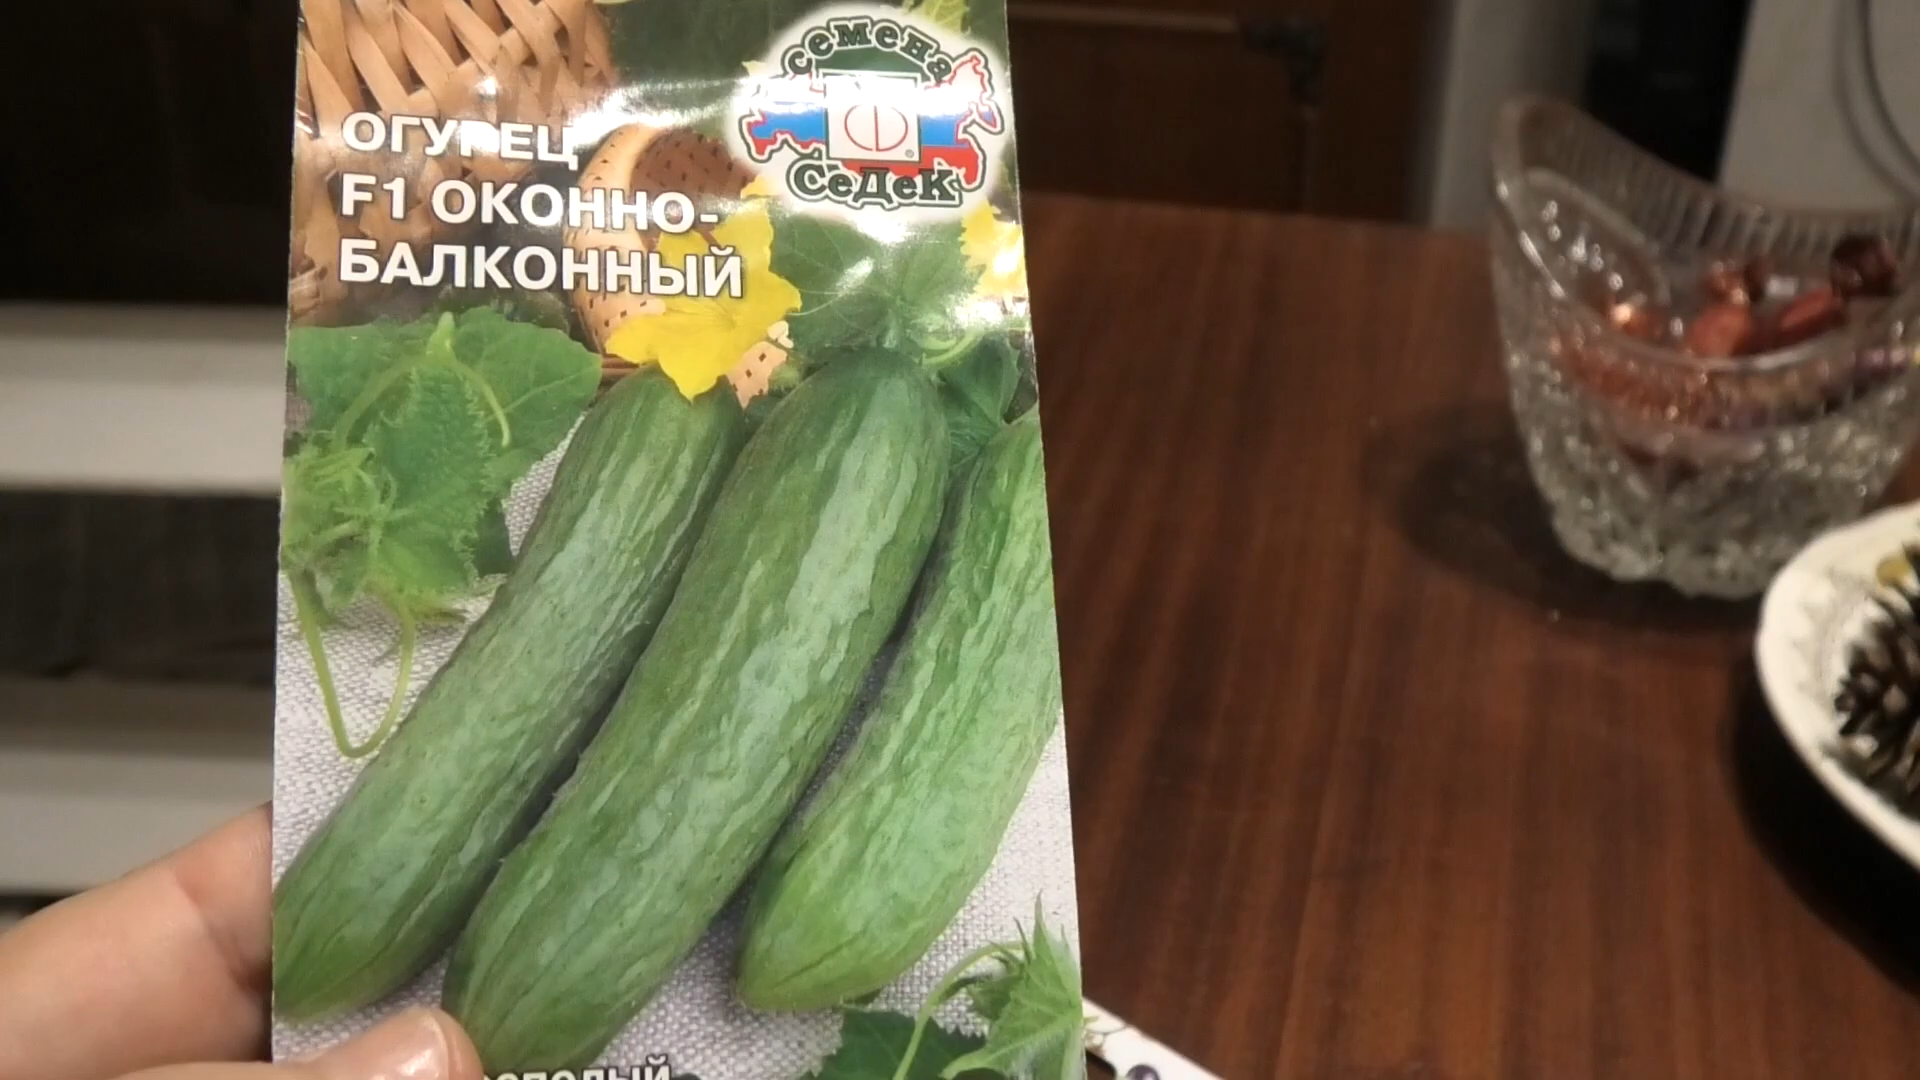 семена
СеДеК
ОГУРЕЦ
F1 ОКОННО-
БАЛКОННЫЙ